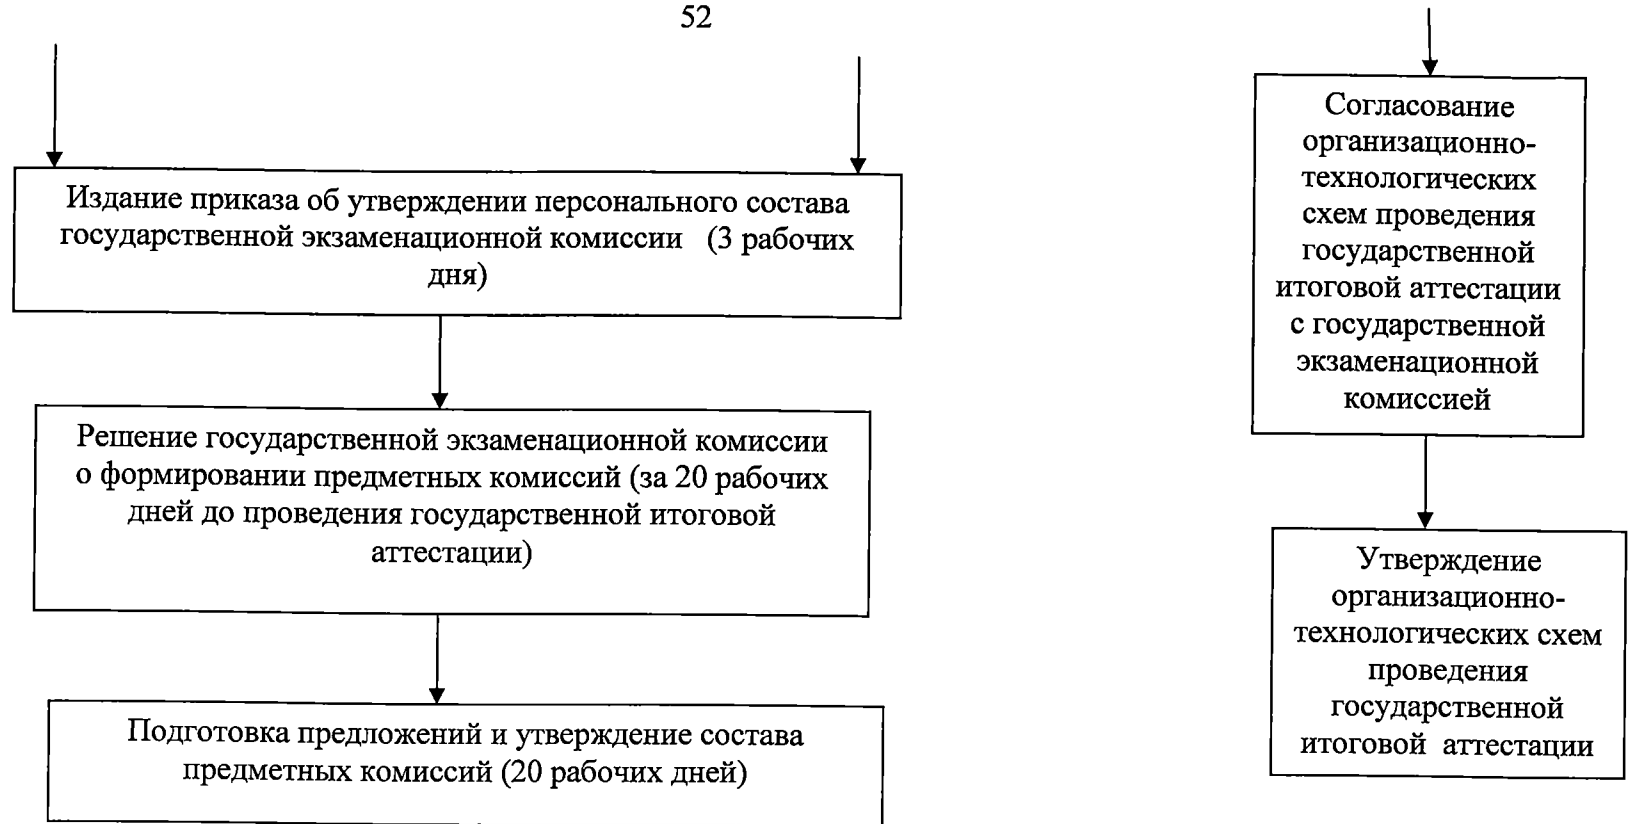 52
Издание приказа об утверждении персонального состава
государственной экзаменационной комиссии (3 рабочих
дня)
Решение государственной экзаменационной комиссии
о формировании предметных комиссий (за 20 рабочих
дней до проведения государственной итоговой
аттестации)
Подготовка предложений и утверждение состава
предметных комиссий (20 рабочих дней)
Согласование
организационно-
технологических
схем проведения
государственной
итоговой аттестации
с государственной
экзаменационной
комиссией
Утверждение
организационно-
технологических схем
проведения
государственной
итоговой аттестации